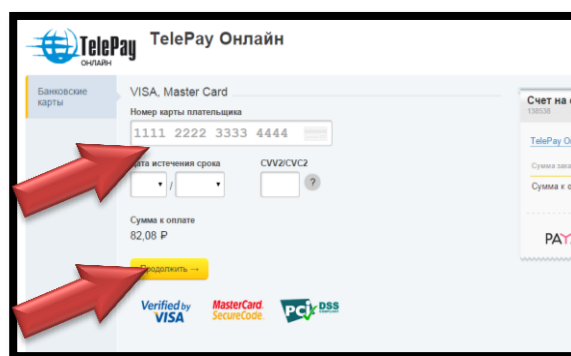 TelePay
ОНЛАЙН
TelePay Онлайн
Банковские
карты
VISA, Master Card
Номер карты плательщика
1111 2222 3333 4444
Дата истечения срока CVV2/CVC2
/ ?
Сумма к оплате
82,08 ₽
Продолжить →
Verified by
VISA
MasterCard.
SecureCode.
PCI DSS
Счет на
138538
TelePay О
Сумма зака
Сумма к о
PAY